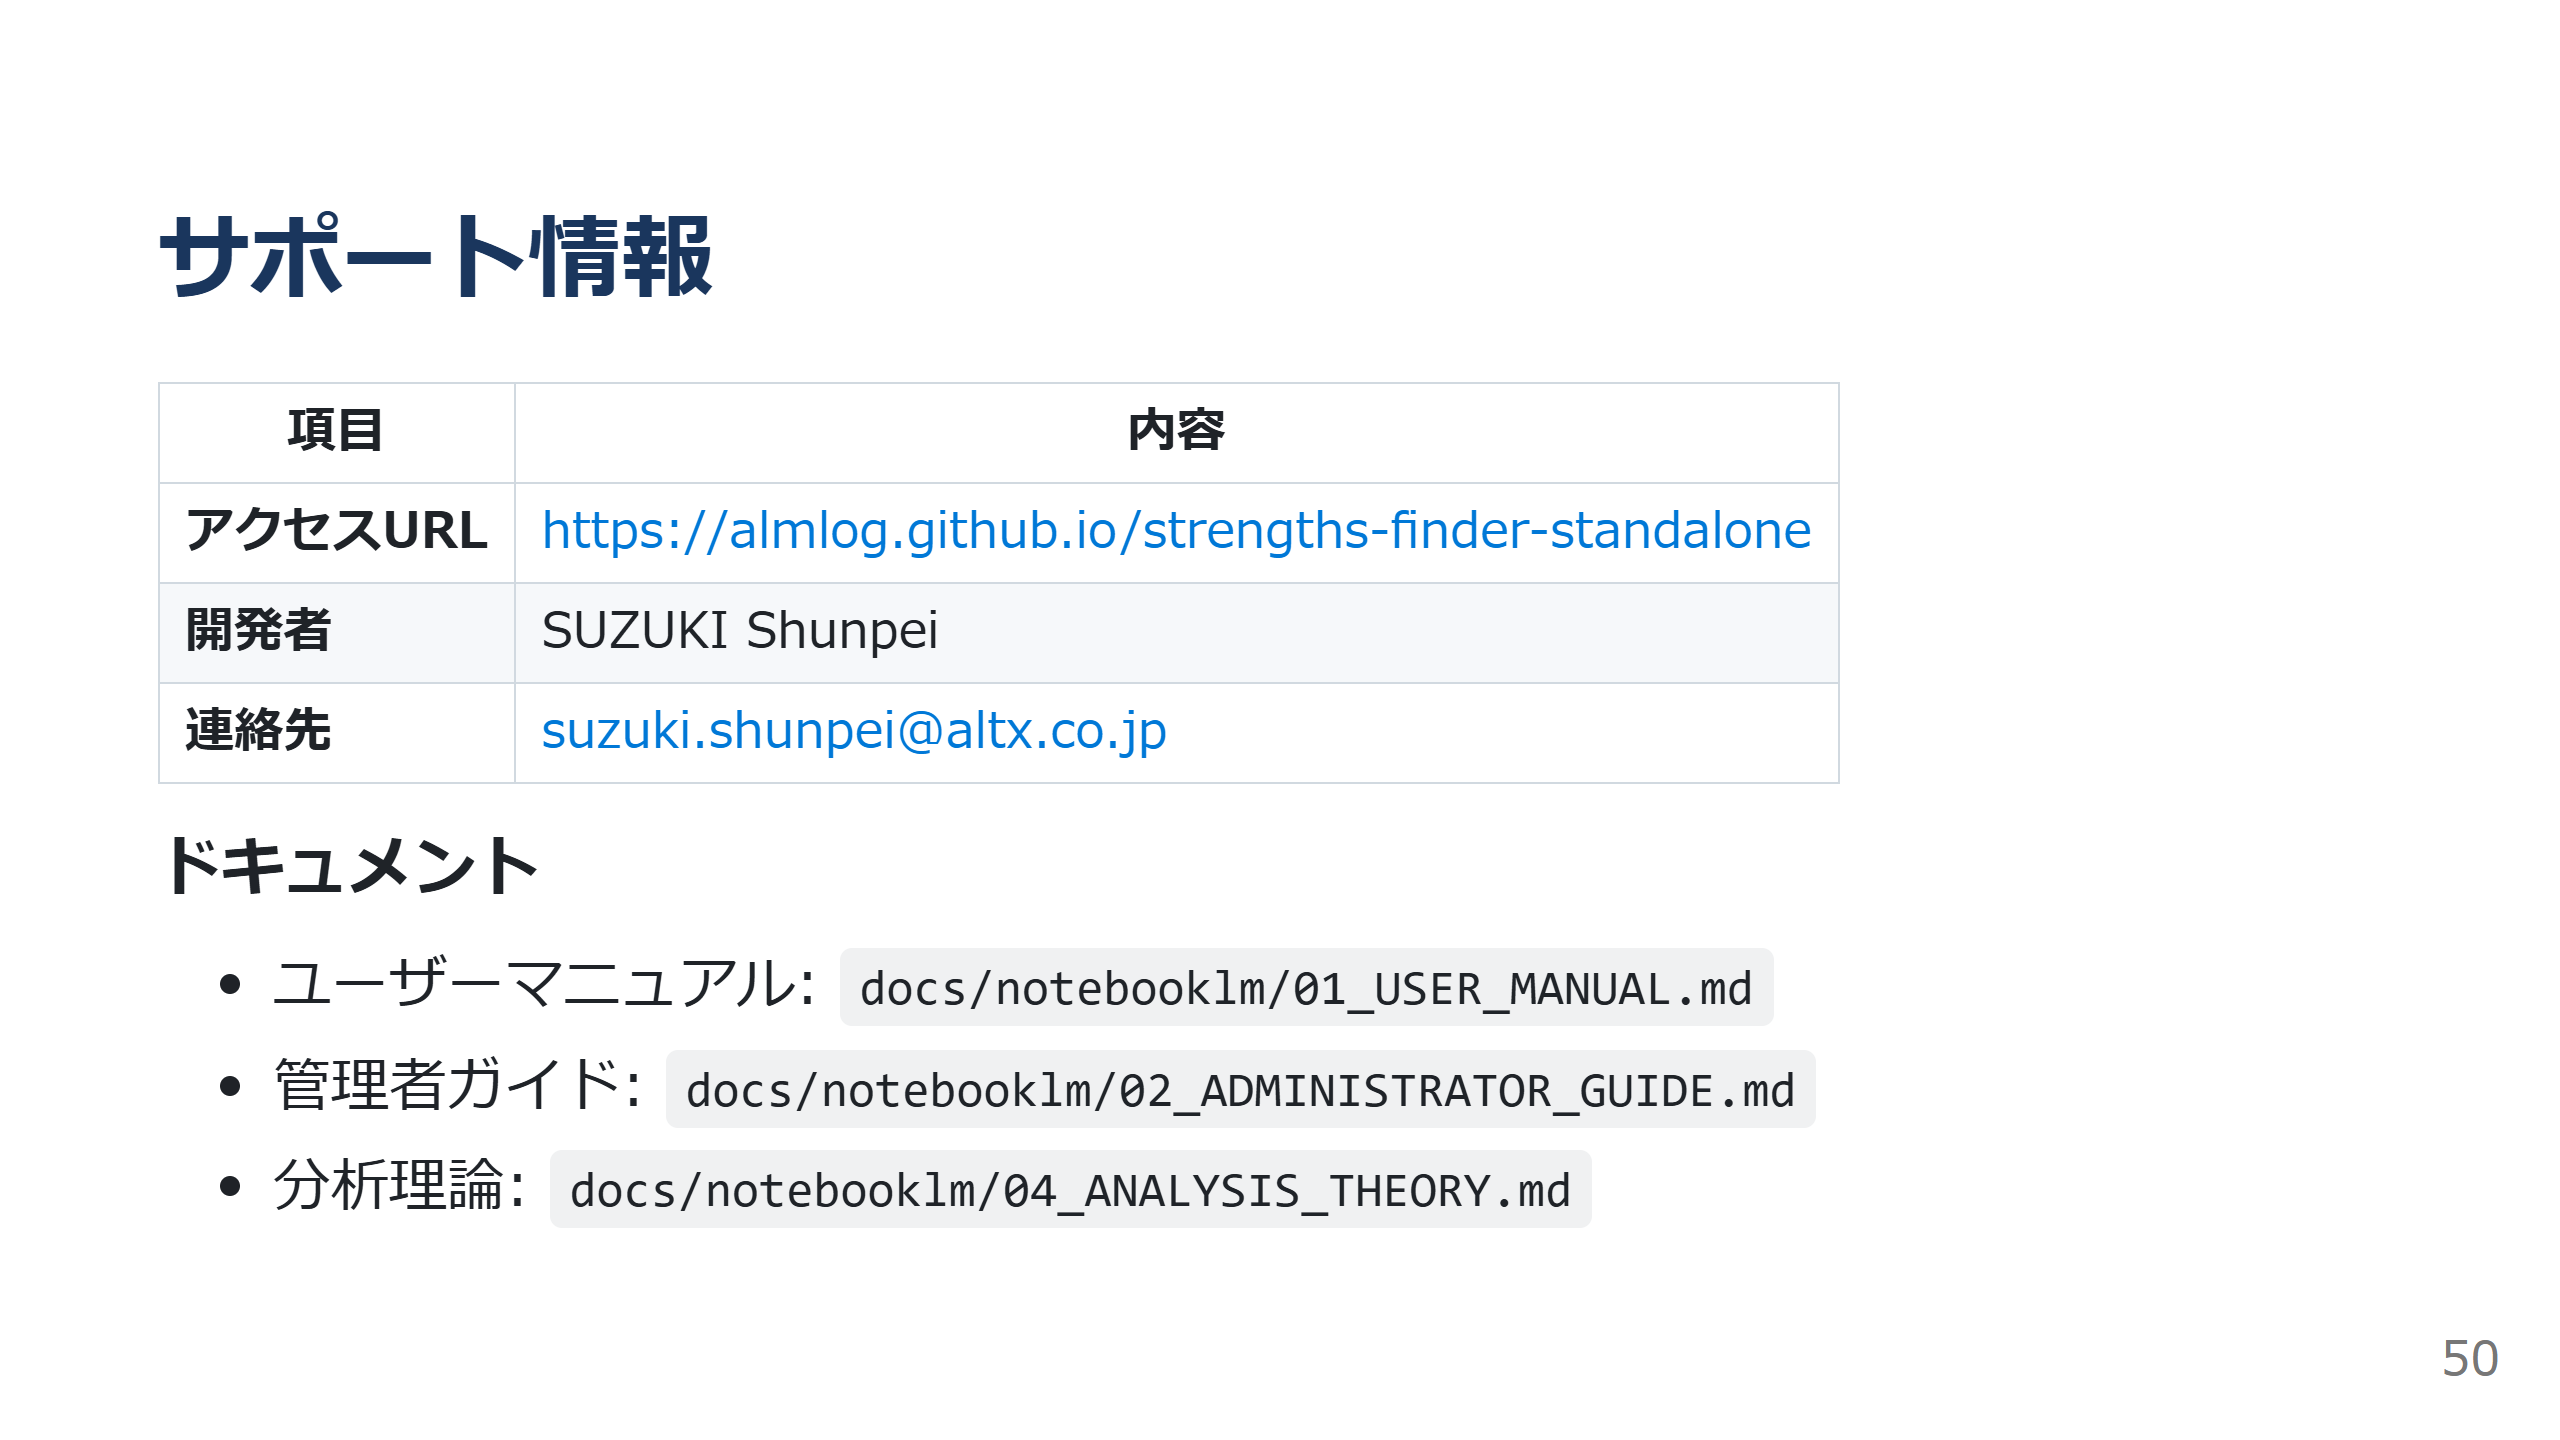 サポート情報
項目 内容
アクセスURL https://almlog.github.io/strengths-finder-standalone
開発者 SUZUKI Shunpei
連絡先 suzuki.shunpei@altx.co.jp
ドキュメント
• ユーザーマニュアル: docs/notebooklm/01_USER_MANUAL.md
• 管理者ガイド: docs/notebooklm/02_ADMINISTRATOR_GUIDE.md
• 分析理論: docs/notebooklm/04_ANALYSIS_THEORY.md
50